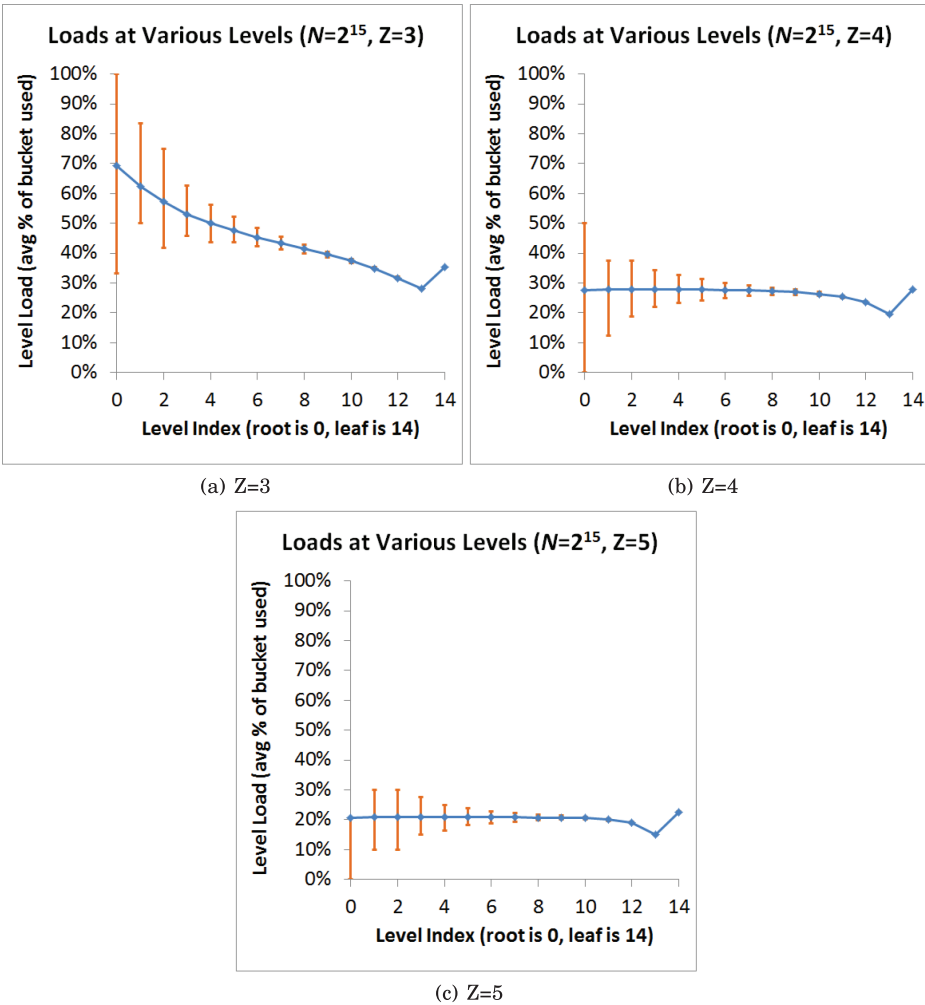 Loads at Various Levels (N=2¹⁵, Z=3)
Level Load (avg % of bucket used)
100%
90%
80%
70%
60%
50%
40%
30%
20%
10%
0%
0 2 4 6 8 10 12 14
Level Index (root is 0, leaf is 14)
(a) Z=3
Loads at Various Levels (N=2¹⁵, Z=4)
Level Load (avg % of bucket used)
100%
90%
80%
70%
60%
50%
40%
30%
20%
10%
0%
0 2 4 6 8 10 12 14
Level Index (root is 0, leaf is 14)
(b) Z=4
Loads at Various Levels (N=2¹⁵, Z=5)
Level Load (avg % of bucket used)
100%
90%
80%
70%
60%
50%
40%
30%
20%
10%
0%
0 2 4 6 8 10 12 14
Level Index (root is 0, leaf is 14)
(c) Z=5